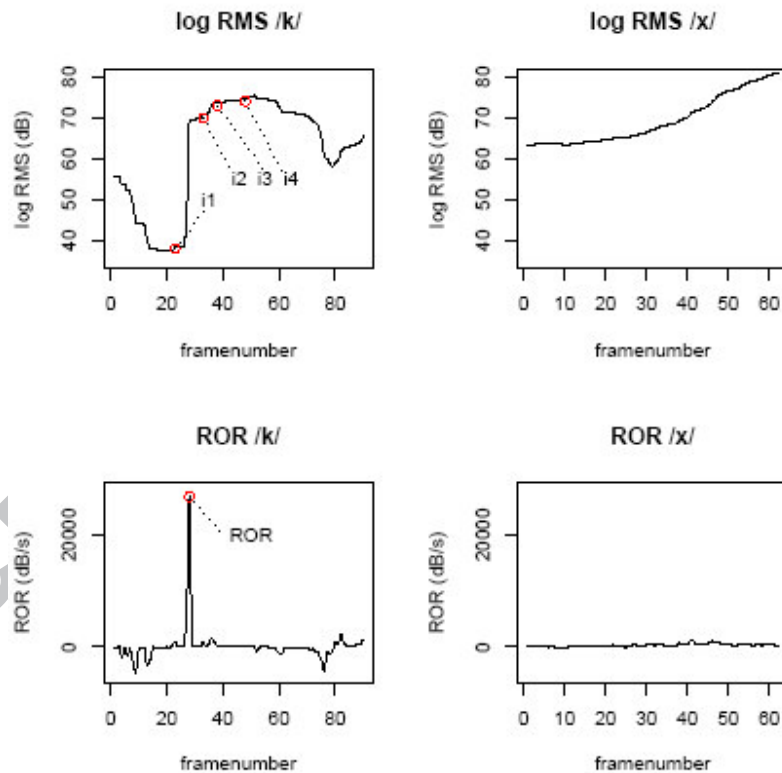 log RMS /k/
log RMS (dB)
80
70
60
50
40
i1
i2
i3
i4
0 20 40 60 80
framenumber
log RMS /x/
log RMS (dB)
80
70
60
50
40
0 10 20 30 40 50 60
framenumber
ROR /k/
ROR (dB/s)
20000
0
ROR
0 20 40 60 80
framenumber
ROR /x/
ROR (dB/s)
20000
0
0 10 20 30 40 50 60
framenumber